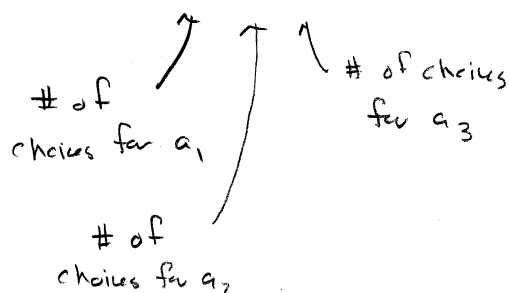 # of
choices for a₁
# of choices
for a₃
# of
choices for a₂